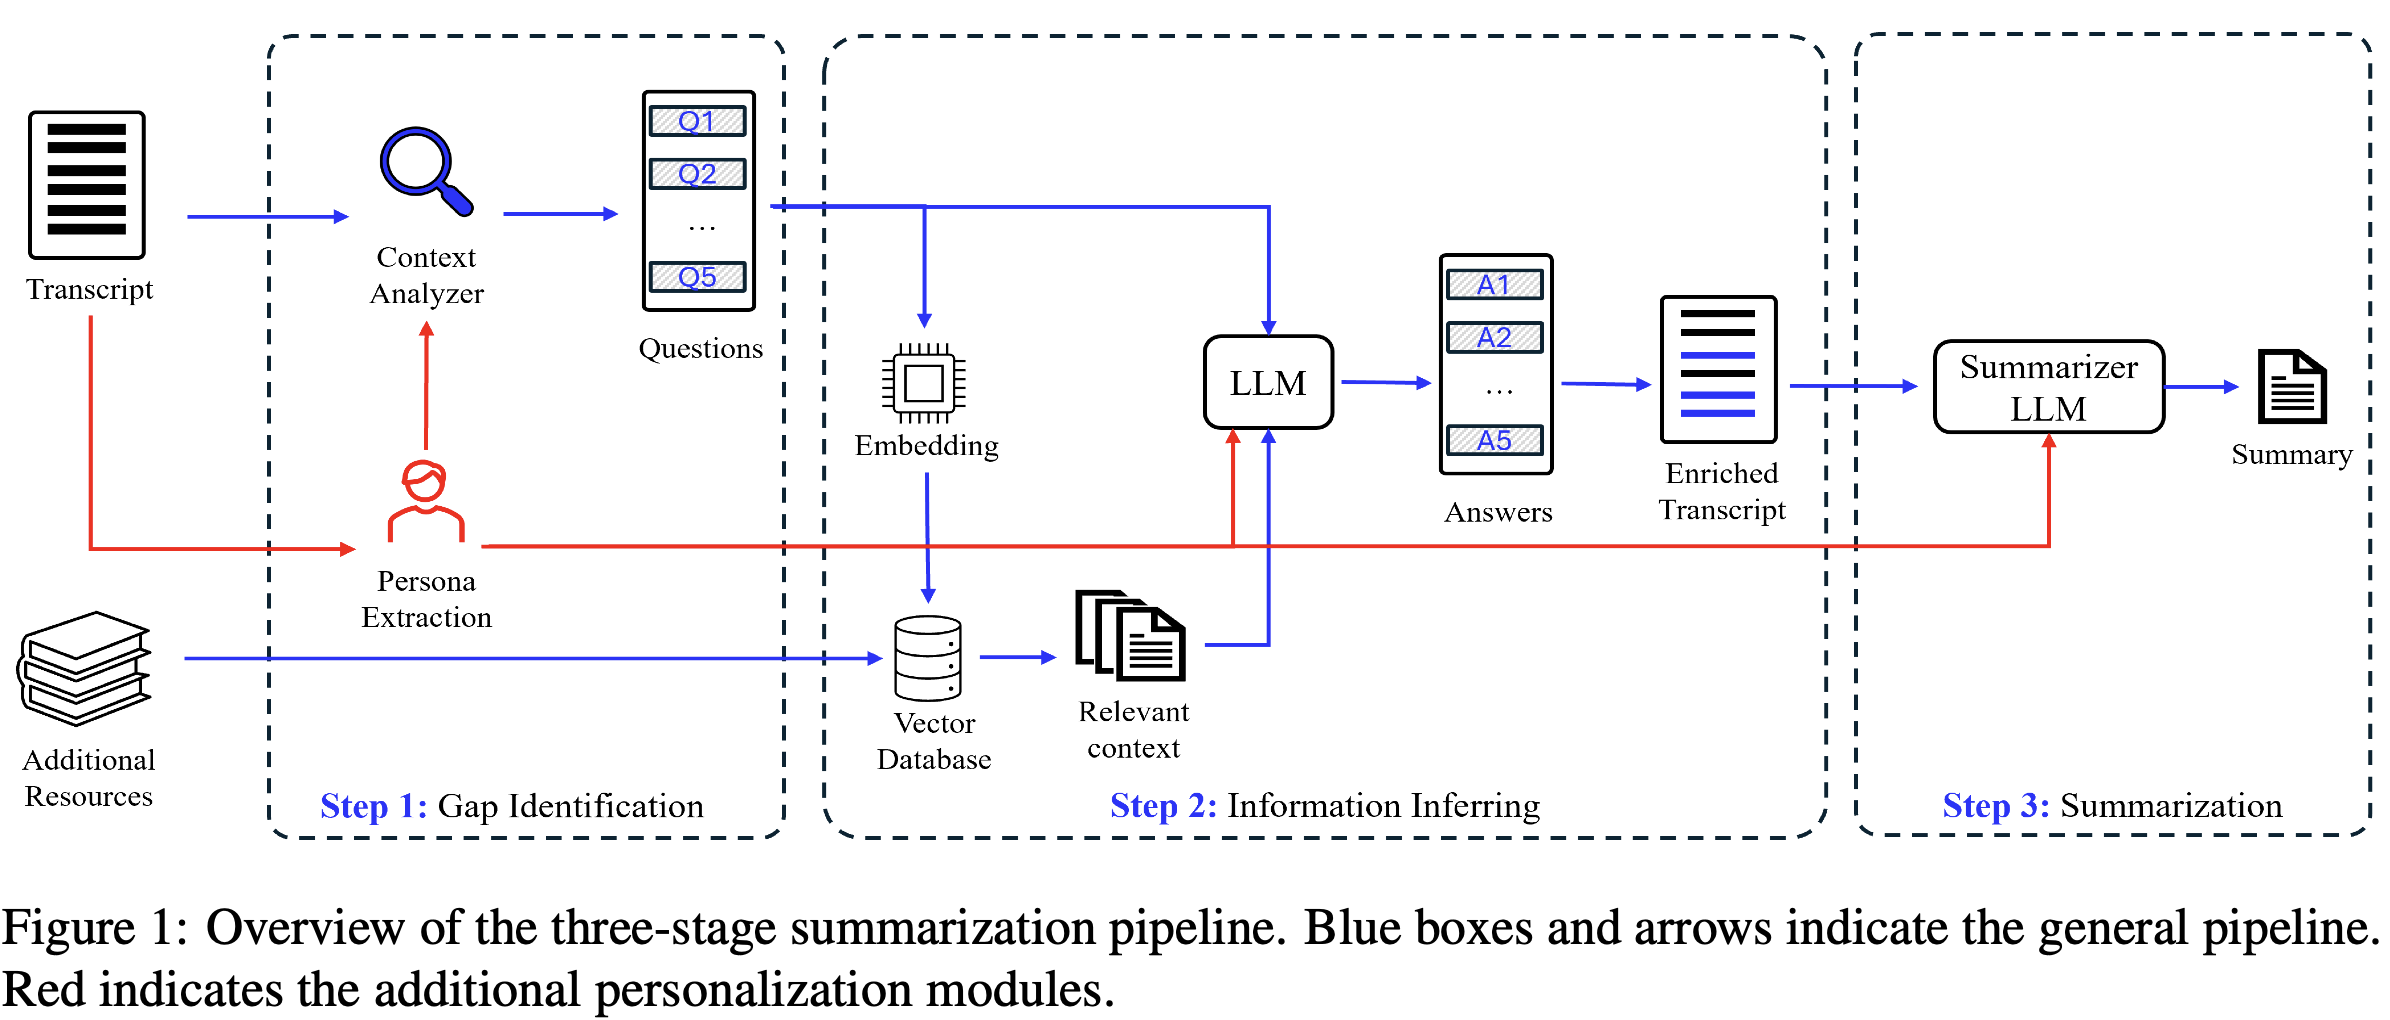 Transcript
Context
Analyzer
Q1
Q2
...
Q5
Questions
Persona
Extraction
Additional
Resources
Step 1: Gap Identification
Embedding
Vector
Database
Relevant
context
LLM
A1
A2
...
A5
Answers
Enriched
Transcript
Step 2: Information Inferring
Summarizer
LLM
Summary
Step 3: Summarization
Figure 1: Overview of the three-stage summarization pipeline. Blue boxes and arrows indicate the general pipeline.
Red indicates the additional personalization modules.